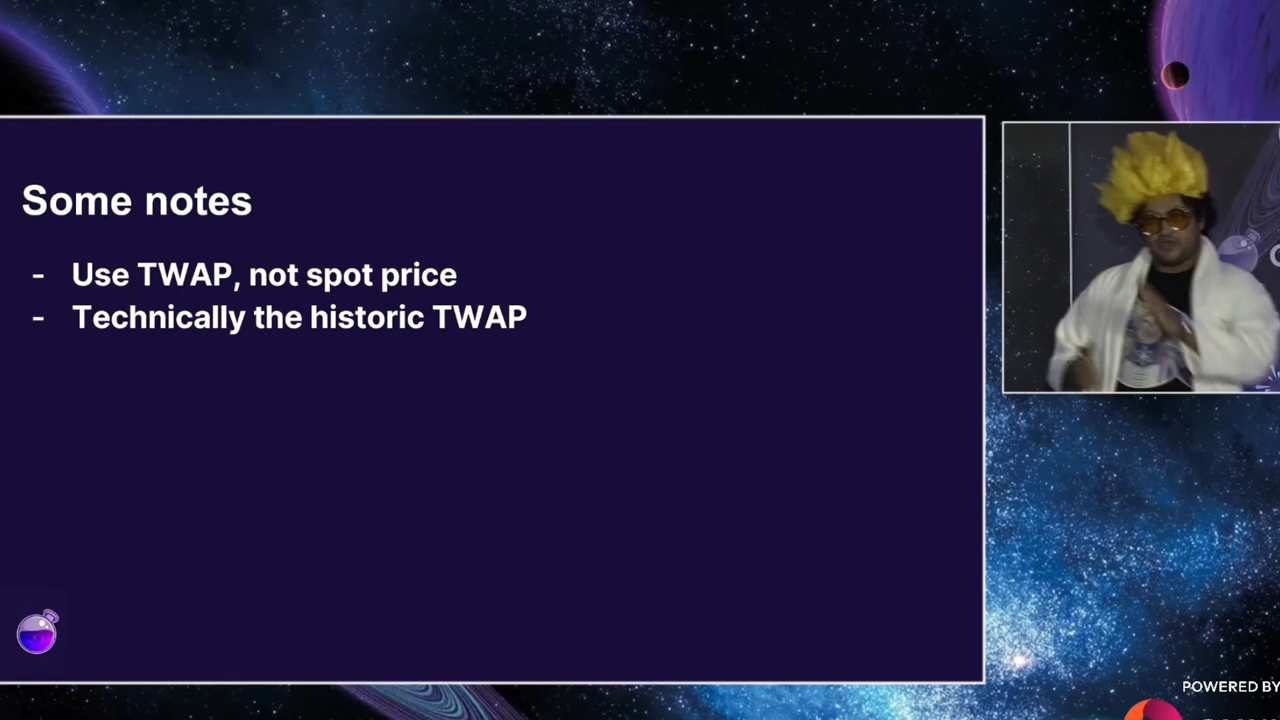 Some notes
- Use TWAP, not spot price
- Technically the historic TWAP
POWERED BY